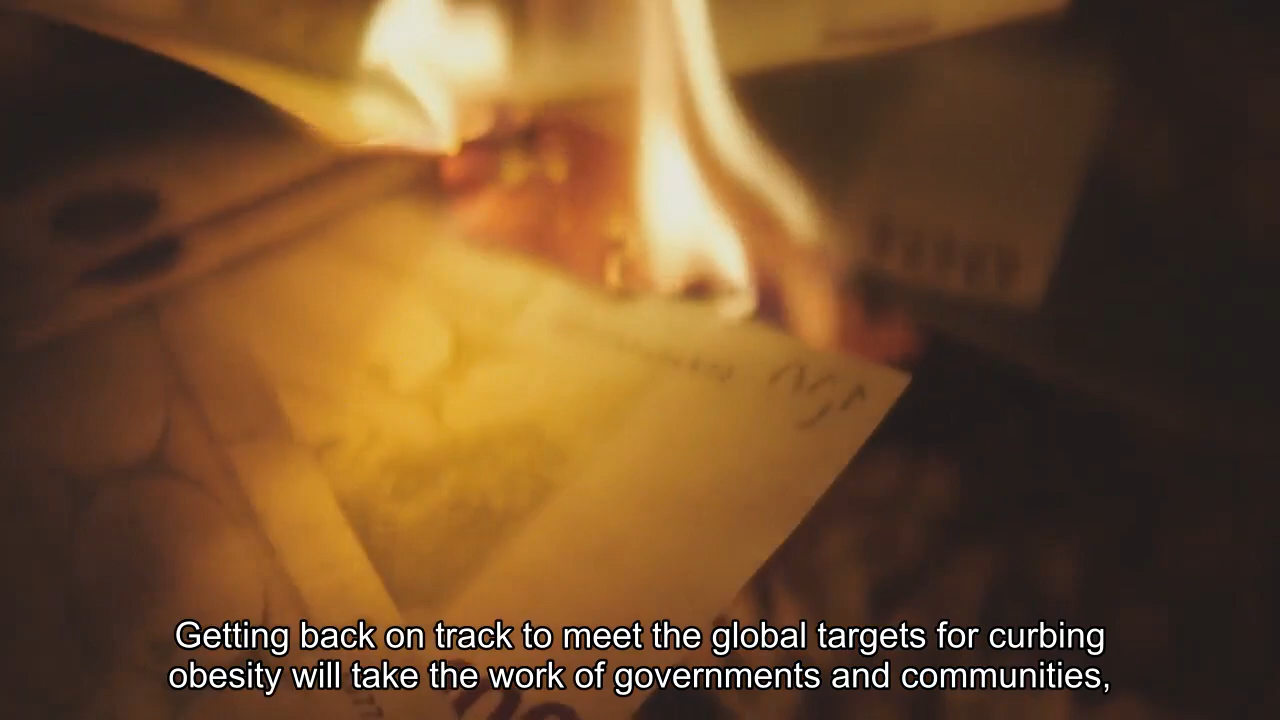 Getting back on track to meet the global targets for curbing
obesity will take the work of governments and communities,